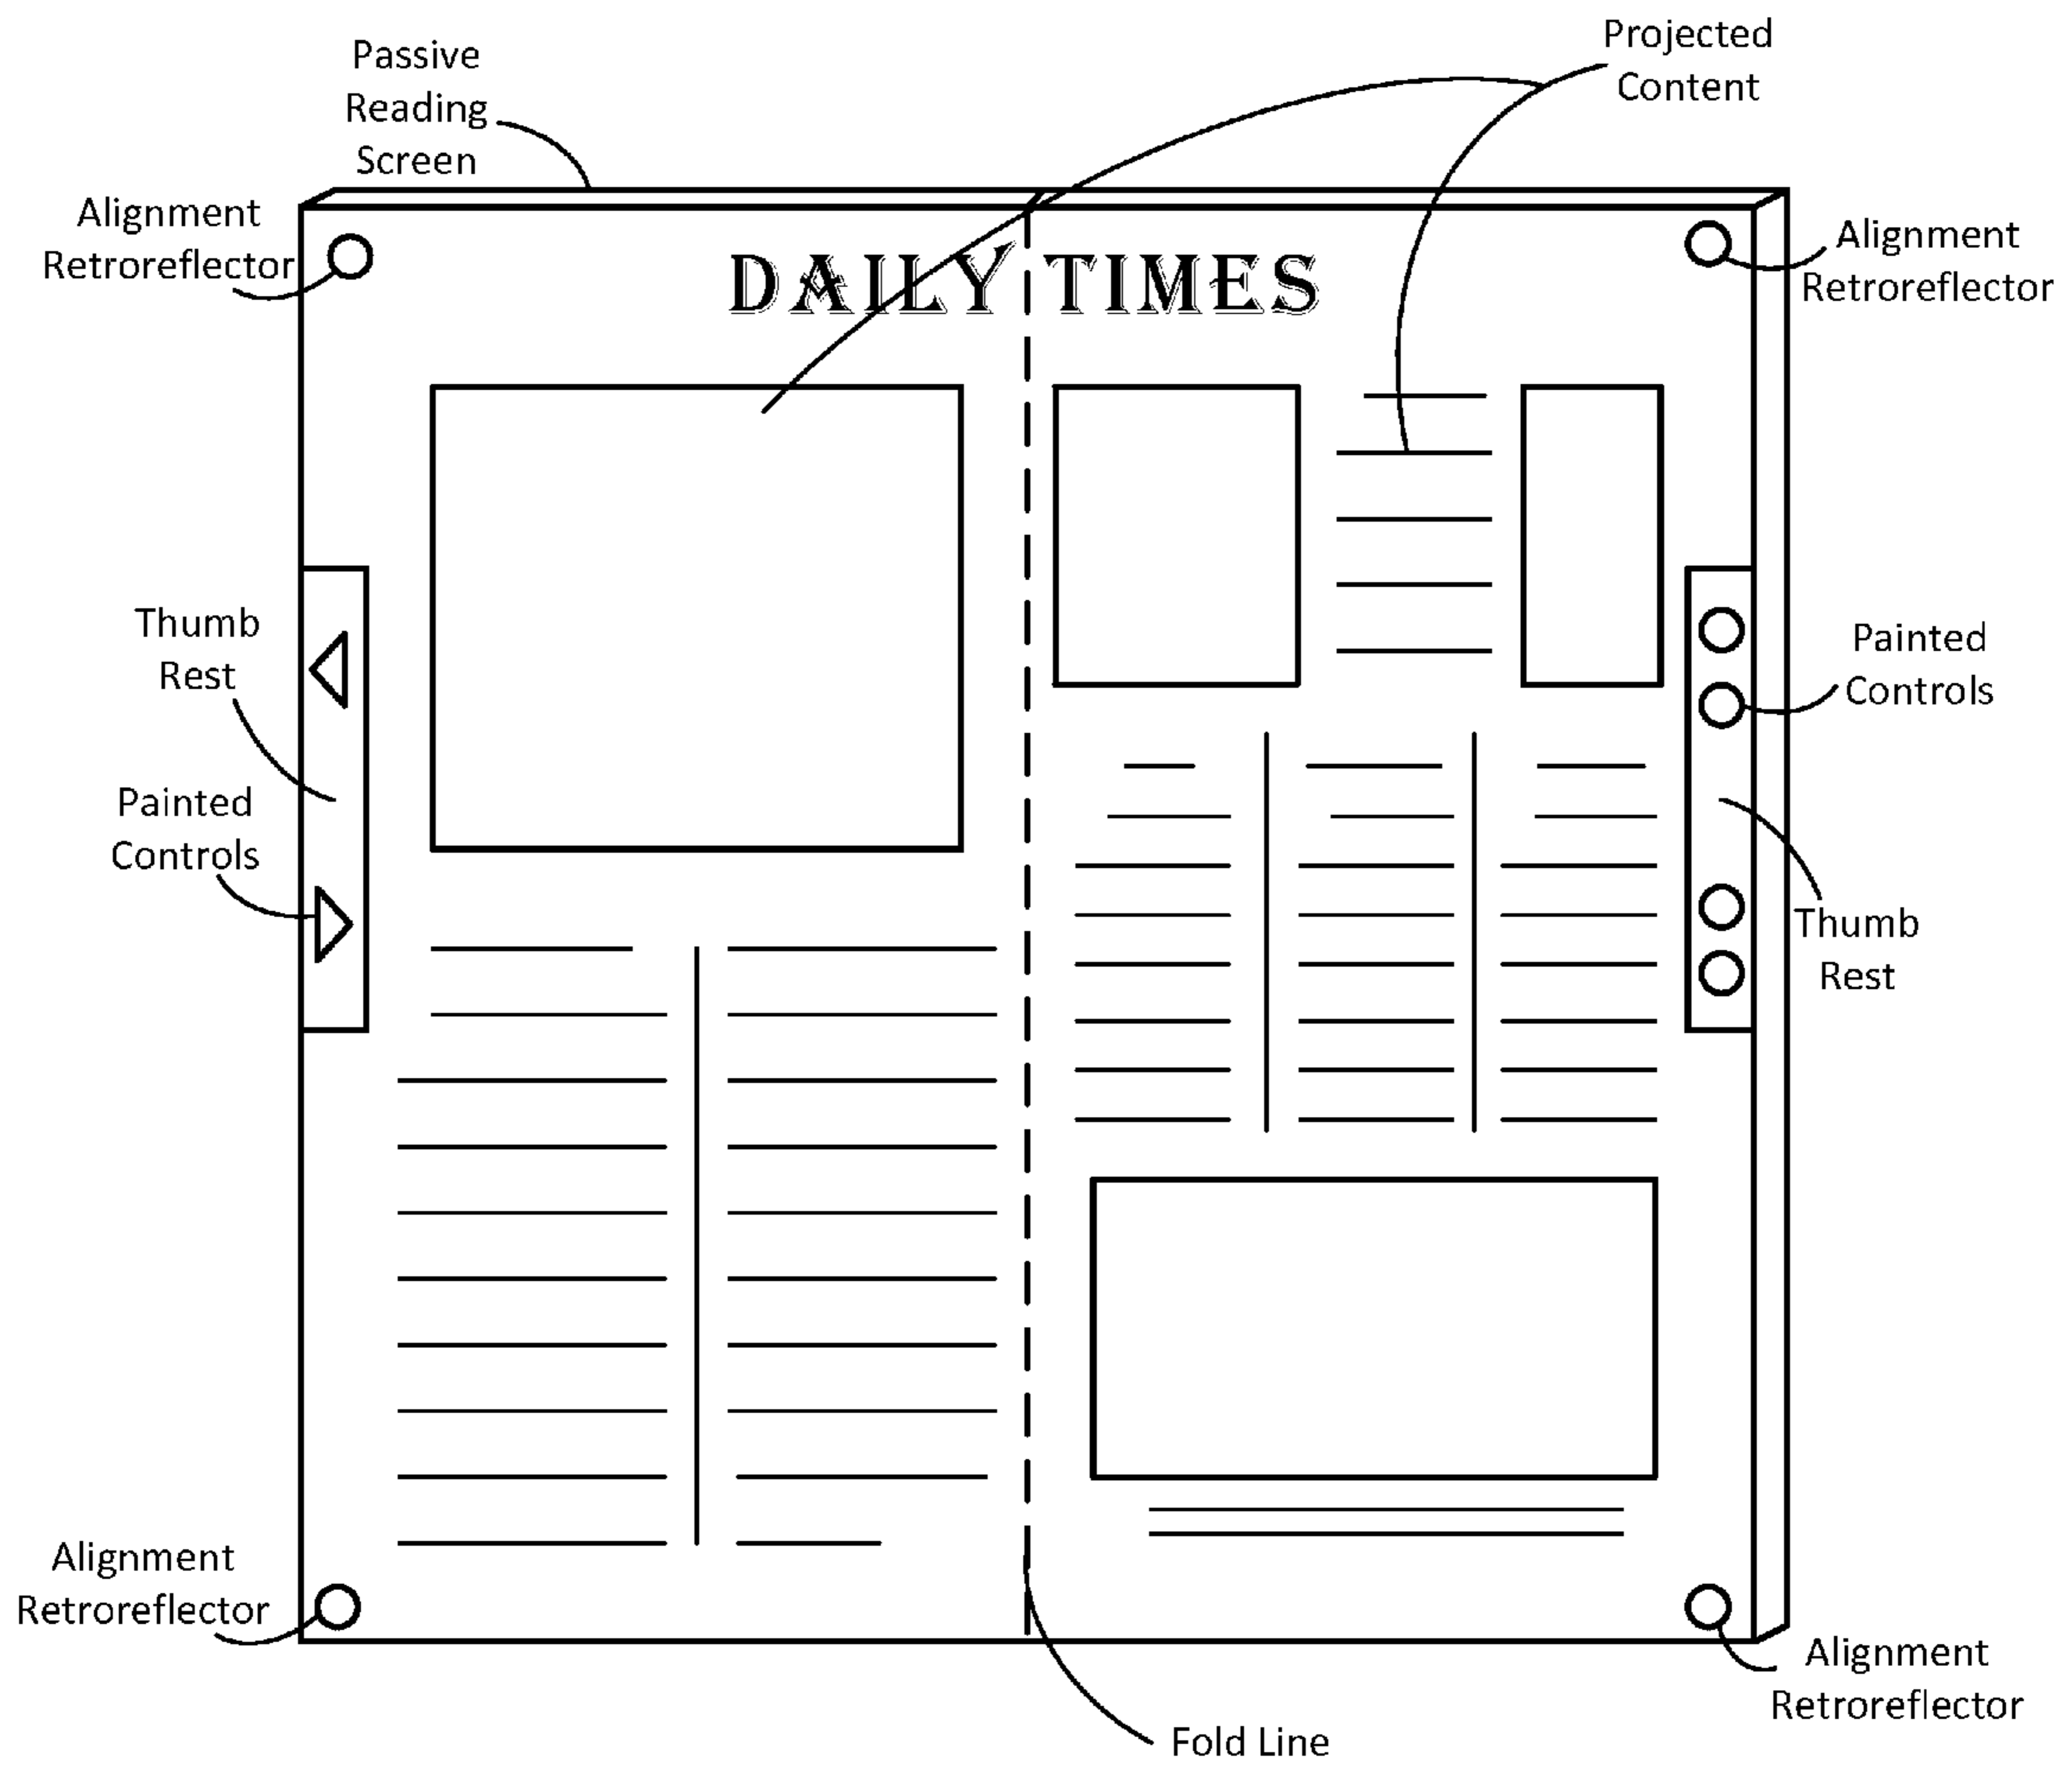 Passive
Reading
Screen
Projected
Content
Alignment
Retroreflector
Alignment
Retroreflector
DAILY TIMES
Thumb
Rest
Painted
Controls
Painted
Controls
Thumb
Rest
Alignment
Retroreflector
Alignment
Retroreflector
Fold Line